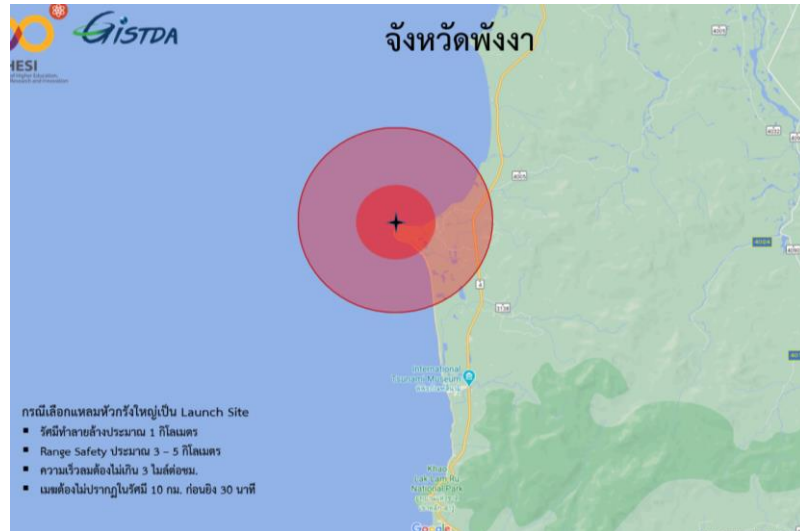 GISTDA
HESI
จังหวัดพังงา
4005
4
International
Tsunami Museum
Khao
Lak Lam Ru
National Park
Google
กรณีเลือกแหลมหัวกรังใหญ่เป็น Launch Site
▪ รัศมีทำลายล้างประมาณ 1 กิโลเมตร
▪ Range Safety ประมาณ 3 – 5 กิโลเมตร
▪ ความเร็วลมต้องไม่เกิน 3 ไมล์ต่อชม.
▪ เมฆต้องไม่ปรากฏในรัศมี 10 กม. ก่อนยิง 30 นาที